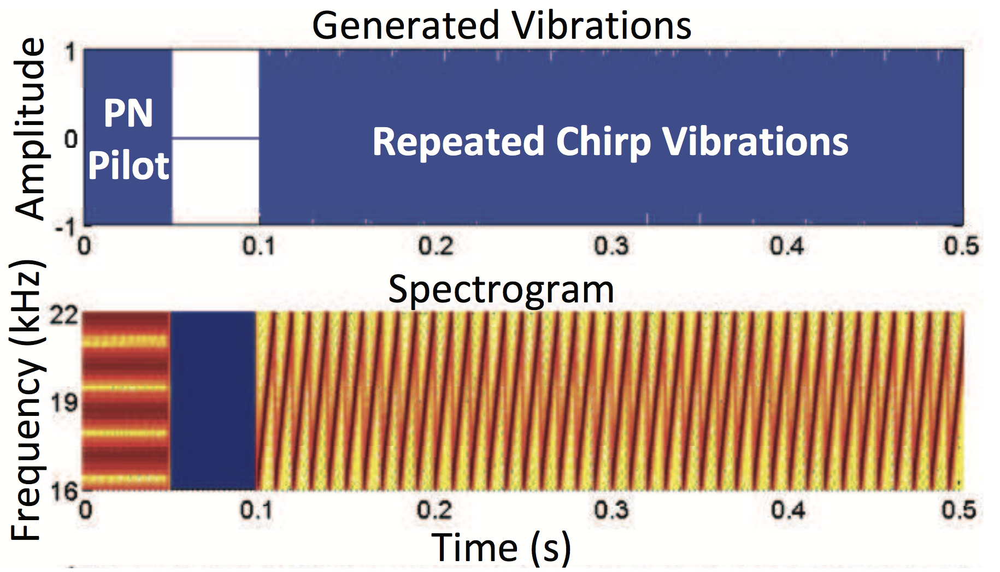 Generated Vibrations
Amplitude
1
0
-1
PN
Pilot
Repeated Chirp Vibrations
0 0.1 0.2 0.3 0.4 0.5
Spectrogram
Frequency (kHz)
22
19
16
0 0.1 0.2 0.3 0.4 0.5
Time (s)